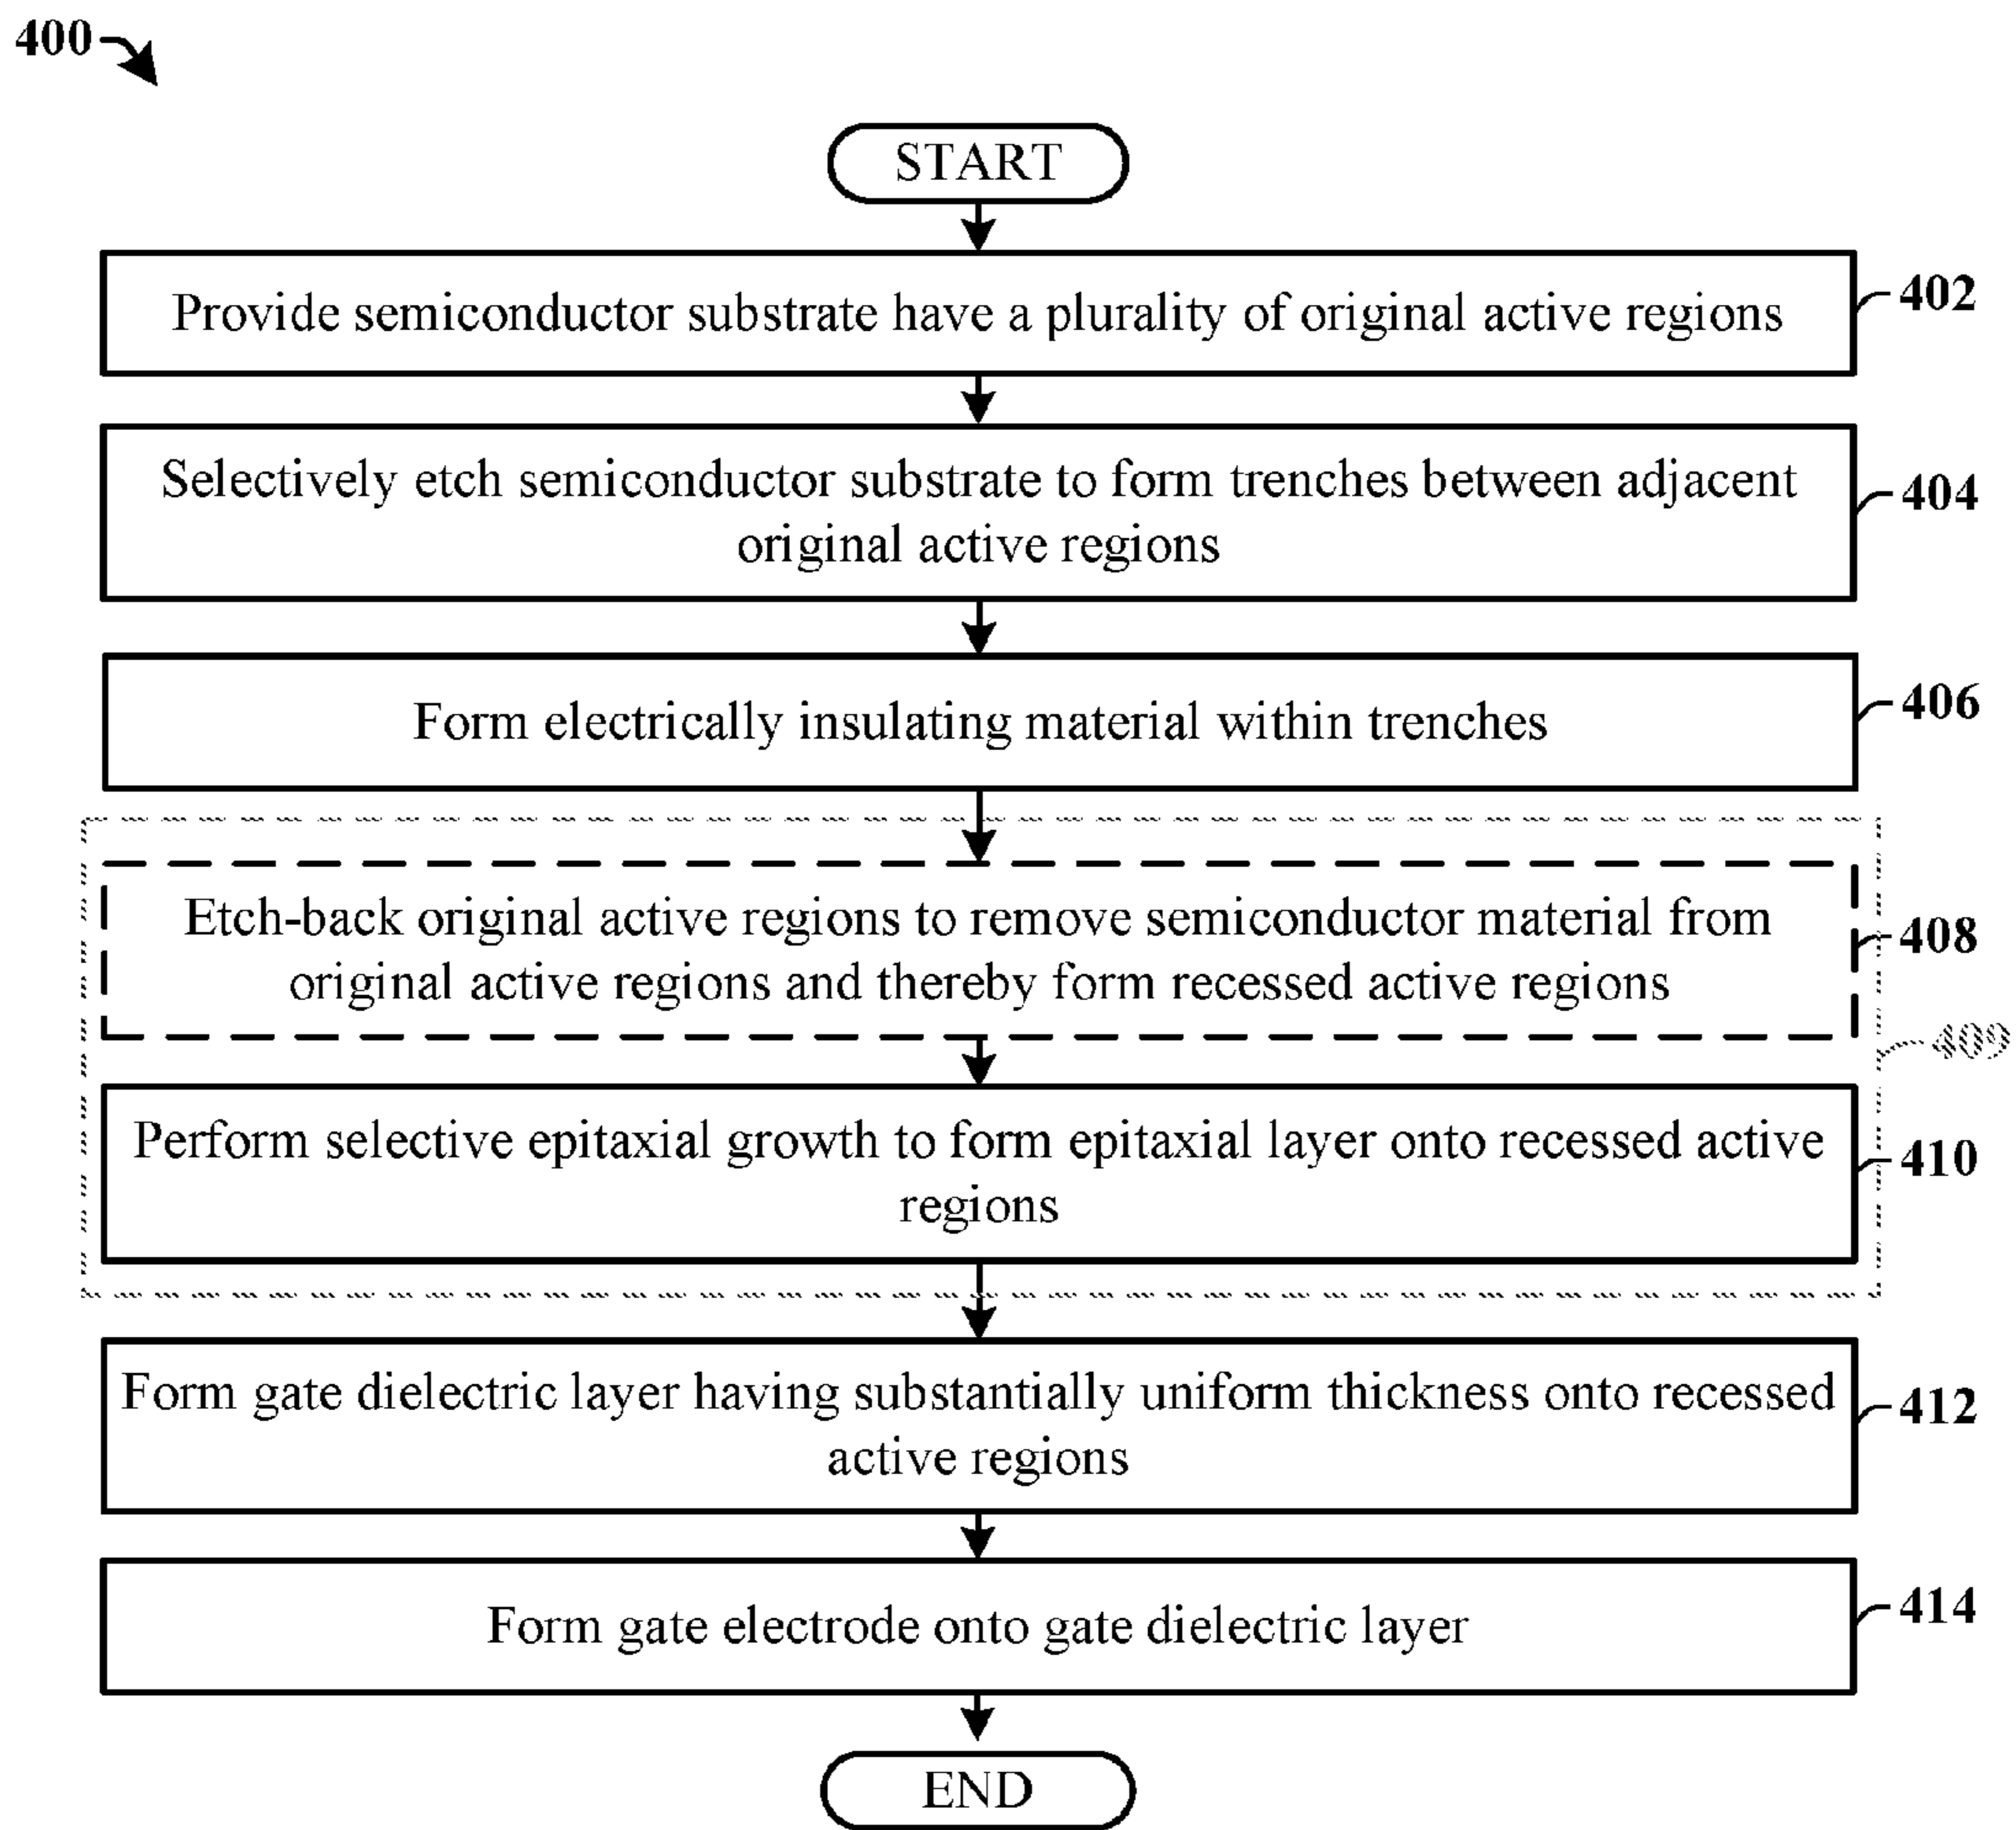 400
START
Provide semiconductor substrate have a plurality of original active regions
402
Selectively etch semiconductor substrate to form trenches between adjacent
original active regions
404
Form electrically insulating material within trenches
406
Etch-back original active regions to remove semiconductor material from
original active regions and thereby form recessed active regions
408
409
Perform selective epitaxial growth to form epitaxial layer onto recessed active
regions
410
Form gate dielectric layer having substantially uniform thickness onto recessed
active regions
412
Form gate electrode onto gate dielectric layer
414
END